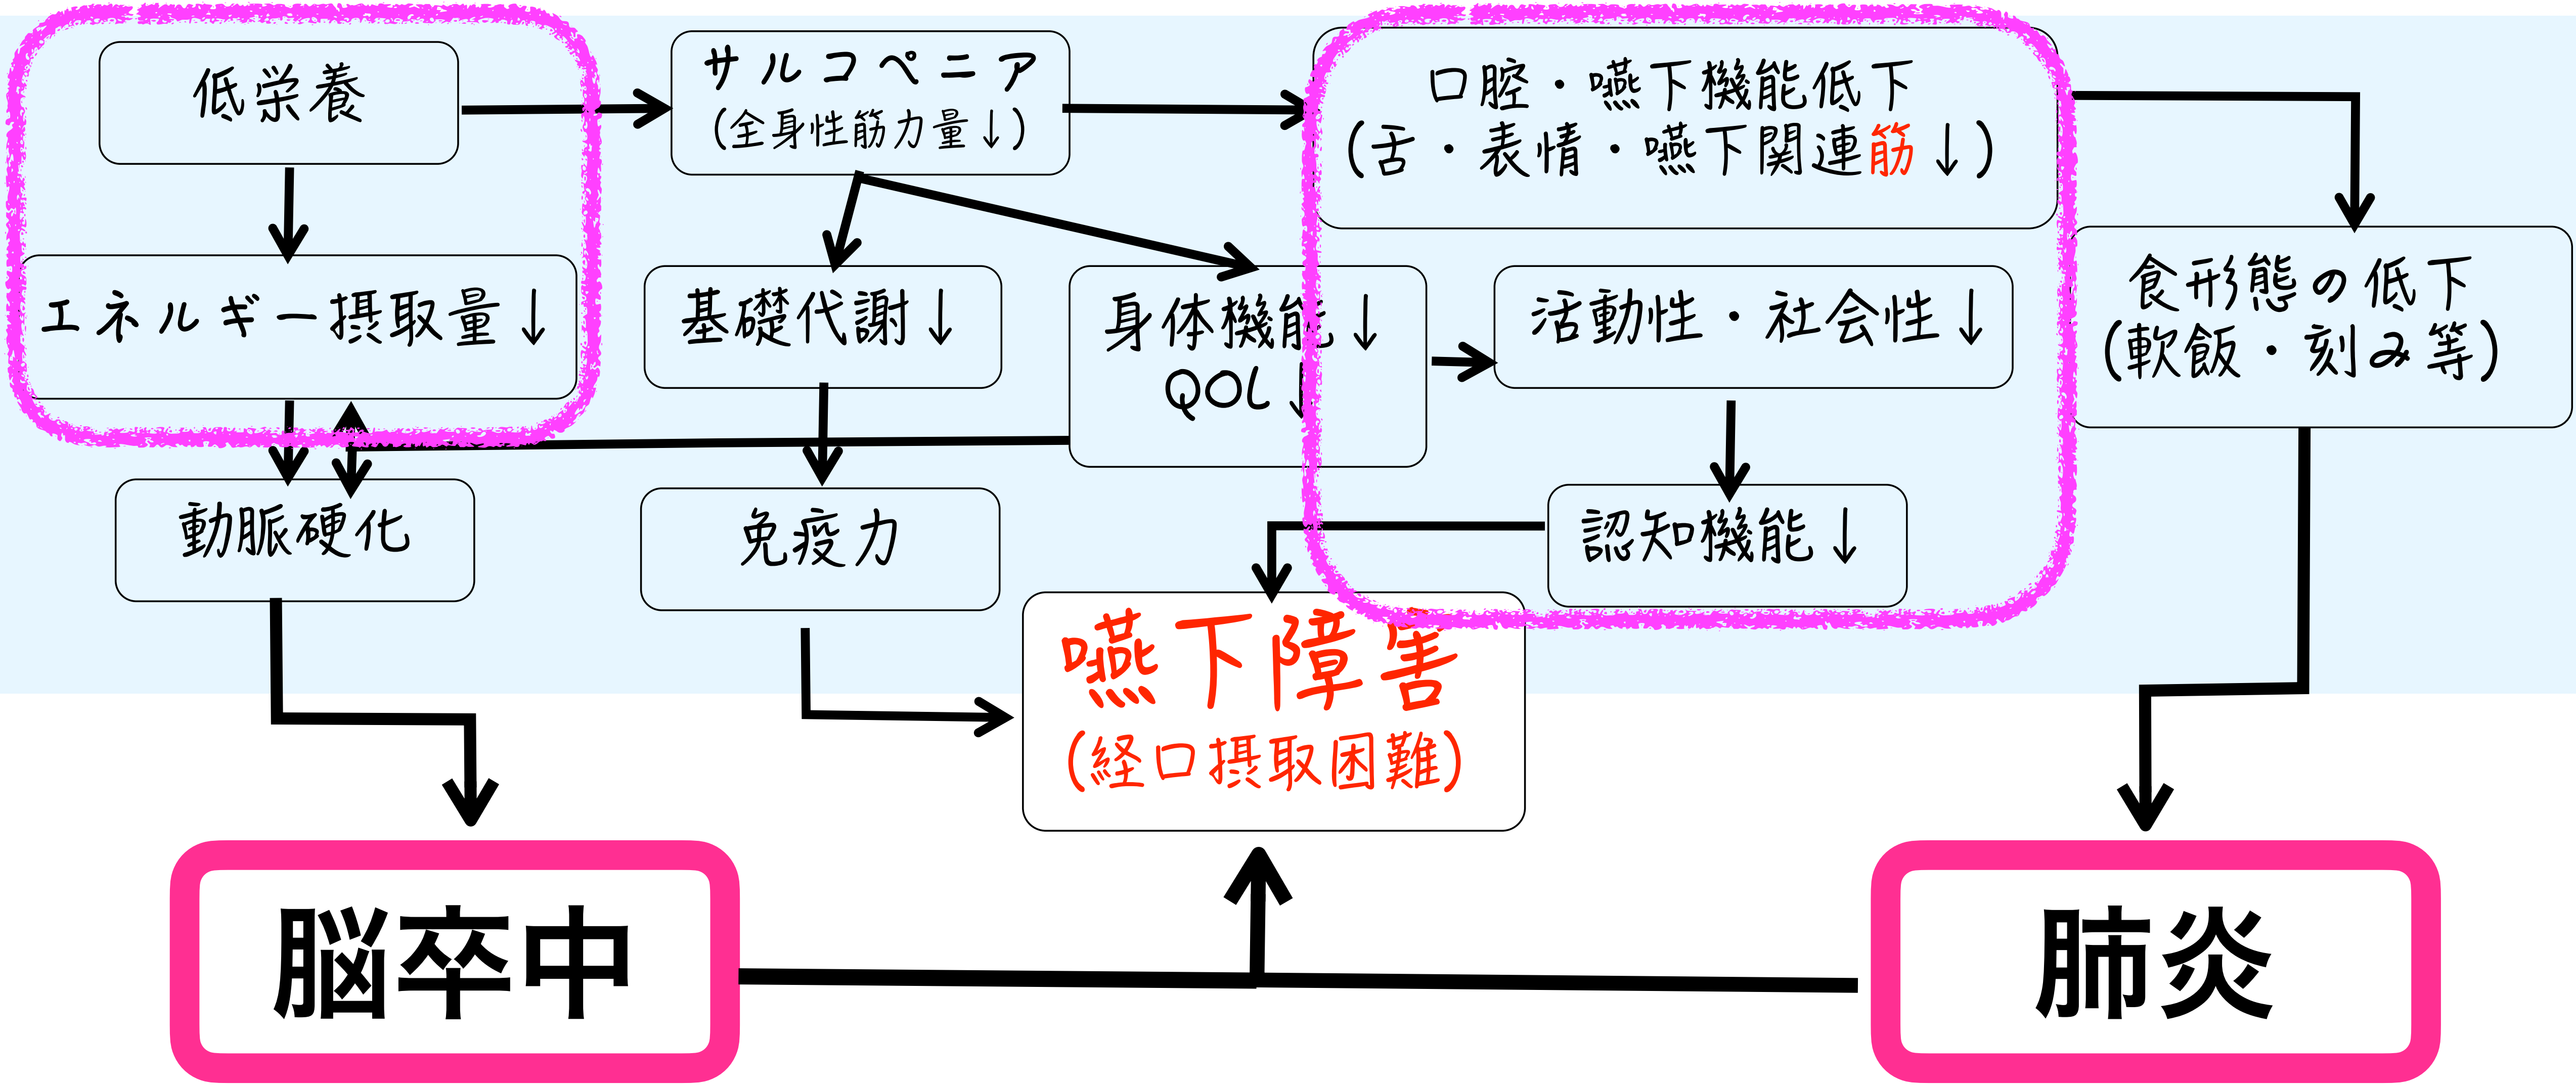 低栄養
サルコペニア
(全身性筋力量↓)
口腔・嚥下機能低下
(舌・表情・嚥下関連筋↓)
エネルギー摂取量↓
基礎代謝↓
身体機能↓
QOL↓
活動性・社会性↓
食形態の低下
(軟飯・刻み等)
動脈硬化
免疫力
認知機能↓
嚥下障害
(経口摂取困難)
脳卒中
肺炎